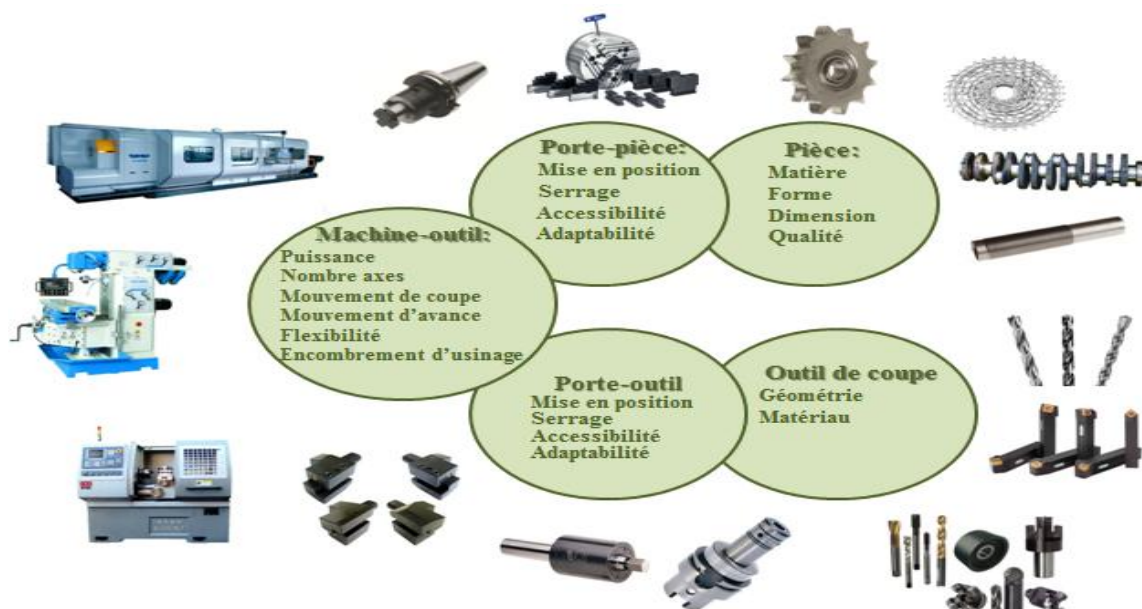 Porte-pièce:
Mise en position
Serrage
Accessibilité
Adaptabilité
Pièce:
Matière
Forme
Dimension
Qualité
Machine-outil:
Puissance
Nombre axes
Mouvement de coupe
Mouvement d’avance
Flexibilité
Encombrement d’usinage
Porte-outil
Mise en position
Serrage
Accessibilité
Adaptabilité
Outil de coupe
Géométrie
Matériau